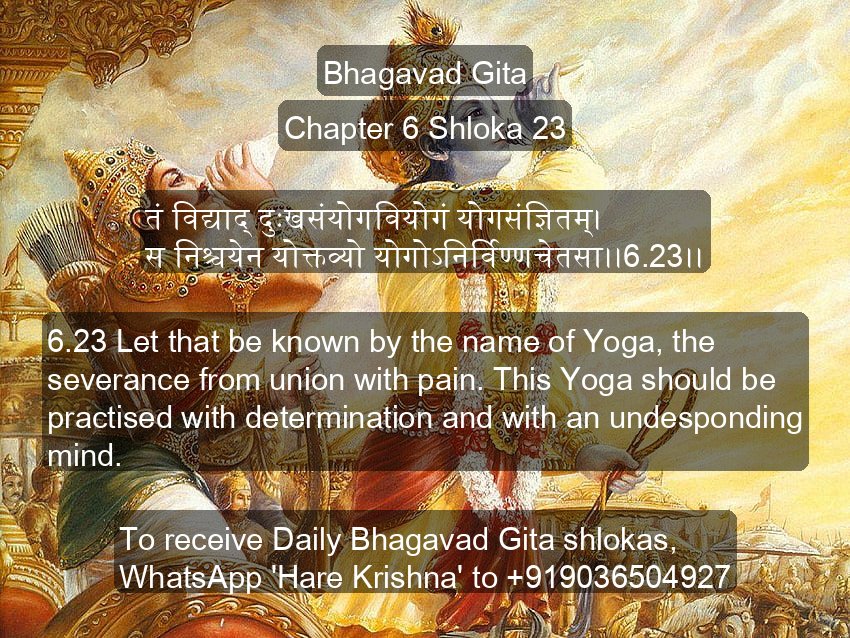 Bhagavad Gita
Chapter 6 Shloka 23
तं विद्याद् दुःखसंयोगवियोगं योगसंज्ञितम्।
स निश्चयेन योक्तव्यो योगोऽनिर्विण्णचेतसा।।6.23।।
6.23 Let that be known by the name of Yoga, the
severance from union with pain. This Yoga should be
practised with determination and with an undesponding
mind.
To receive Daily Bhagavad Gita shlokas,
WhatsApp 'Hare Krishna' to +919036504927